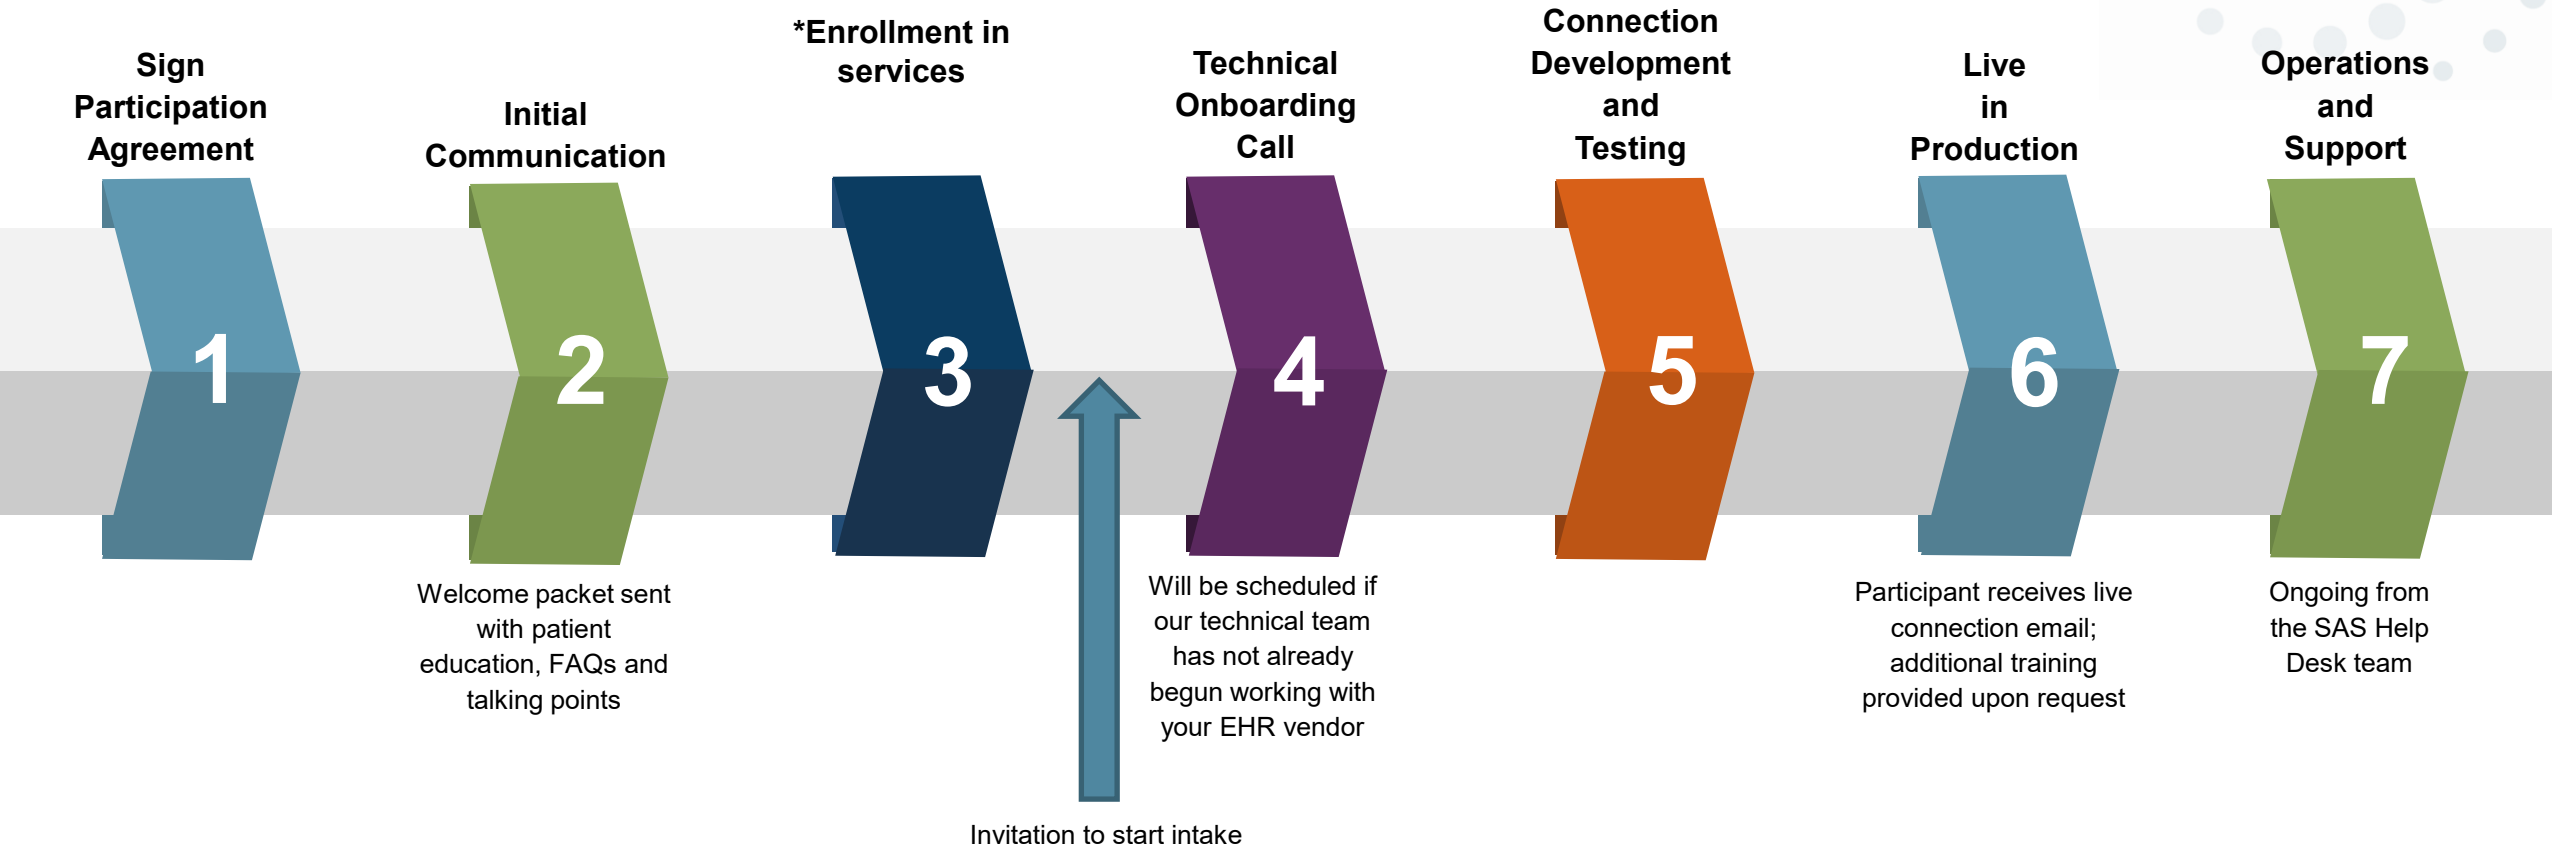 Sign
Participation
Agreement
Initial
Communication
*Enrollment in
services
Technical
Onboarding
Call
Connection
Development
and
Testing
Live
in
Production
Operations
and
Support
1
2
3
4
5
6
7
Welcome packet sent
with patient
education, FAQs and
talking points
Will be scheduled if
our technical team
has not already
begun working with
your EHR vendor
Participant receives live
connection email;
additional training
provided upon request
Ongoing from
the SAS Help
Desk team
Invitation to start intake